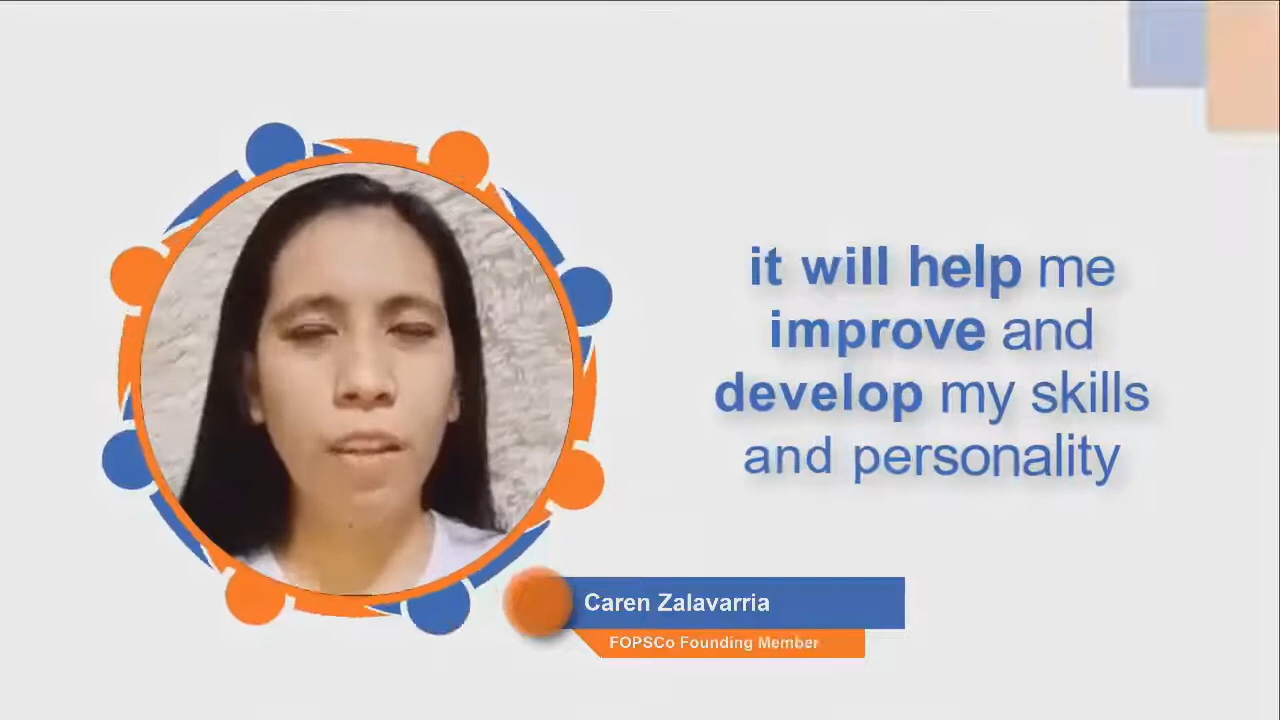 it will help me
improve and
develop my skills
and personality
Caren Zalavarria
FOPSCo Founding Member